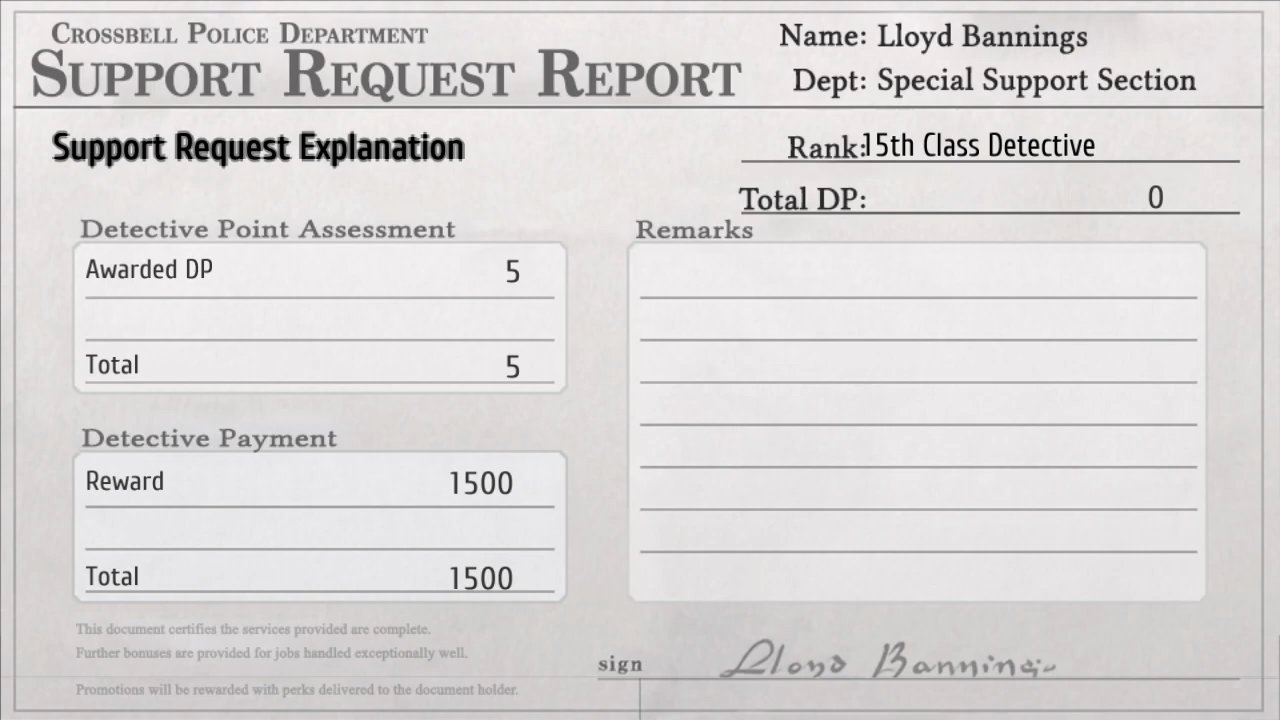 CROSSBELL POLICE DEPARTMENT
SUPPORT REQUEST REPORT
Name: Lloyd Bannings
Dept: Special Support Section
Support Request Explanation
Rank: 15th Class Detective
Total DP: 0
Detective Point Assessment
Awarded DP 5
Total 5
Remarks
Detective Payment
Reward 1500
Total 1500
This document certifies the services provided are complete.
Further bonuses are provided for jobs handled exceptionally well.
Promotions will be rewarded with perks delivered to the document holder.
sign Lloyd Bannings